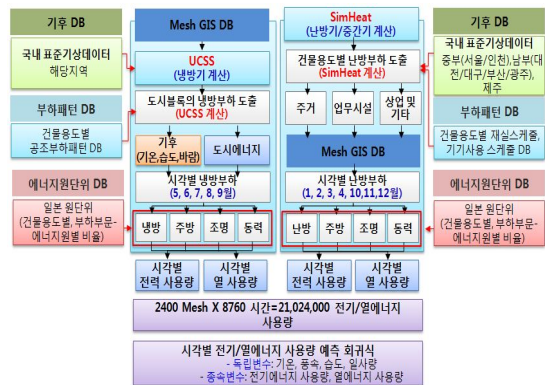 기후 DB
국내 표준기상데이터
해당지역
부하패턴 DB
건물용도별
공조부하패턴 DB
에너지원단위 DB
일본 원단위
(건물용도별, 부하부문-
에너지원별 비율)
Mesh GIS DB
UCSS
(냉방기 계산)
도시블록의 냉방부하 도출
(UCSS 계산)
기후
(기온,습도,바람)
도시에너지
시각별 냉방부하
(5, 6, 7, 8, 9월)
냉방
주방
조명
동력
시각별
전력 사용량
시각별
열 사용량
SimHeat
(난방기/중간기 계산)
건물용도별 난방부하 도출
(SimHeat 계산)
주거
업무시설
상업 및
기타
Mesh GIS DB
시각별 난방부하
(1, 2, 3, 4, 10,11,12월)
난방
주방
조명
동력
시각별
전력 사용량
시각별
열 사용량
기후 DB
국내 표준기상데이터
중부(서울/인천),남부(대
전/대구/부산/광주),
제주
부하패턴 DB
건물용도별 재실스케줄,
기기사용 스케줄 DB
에너지원단위 DB
일본 원단위
(건물용도별, 부하부문-
에너지원별 비율)
2400 Mesh X 8760 시간=21,024,000 전기/열에너지
사용량
시각별 전기/열에너지 사용량 예측 회귀식
- 독립변수: 기온, 풍속, 습도, 일사량
- 종속변수: 전기에너지 사용량, 열에너지 사용량